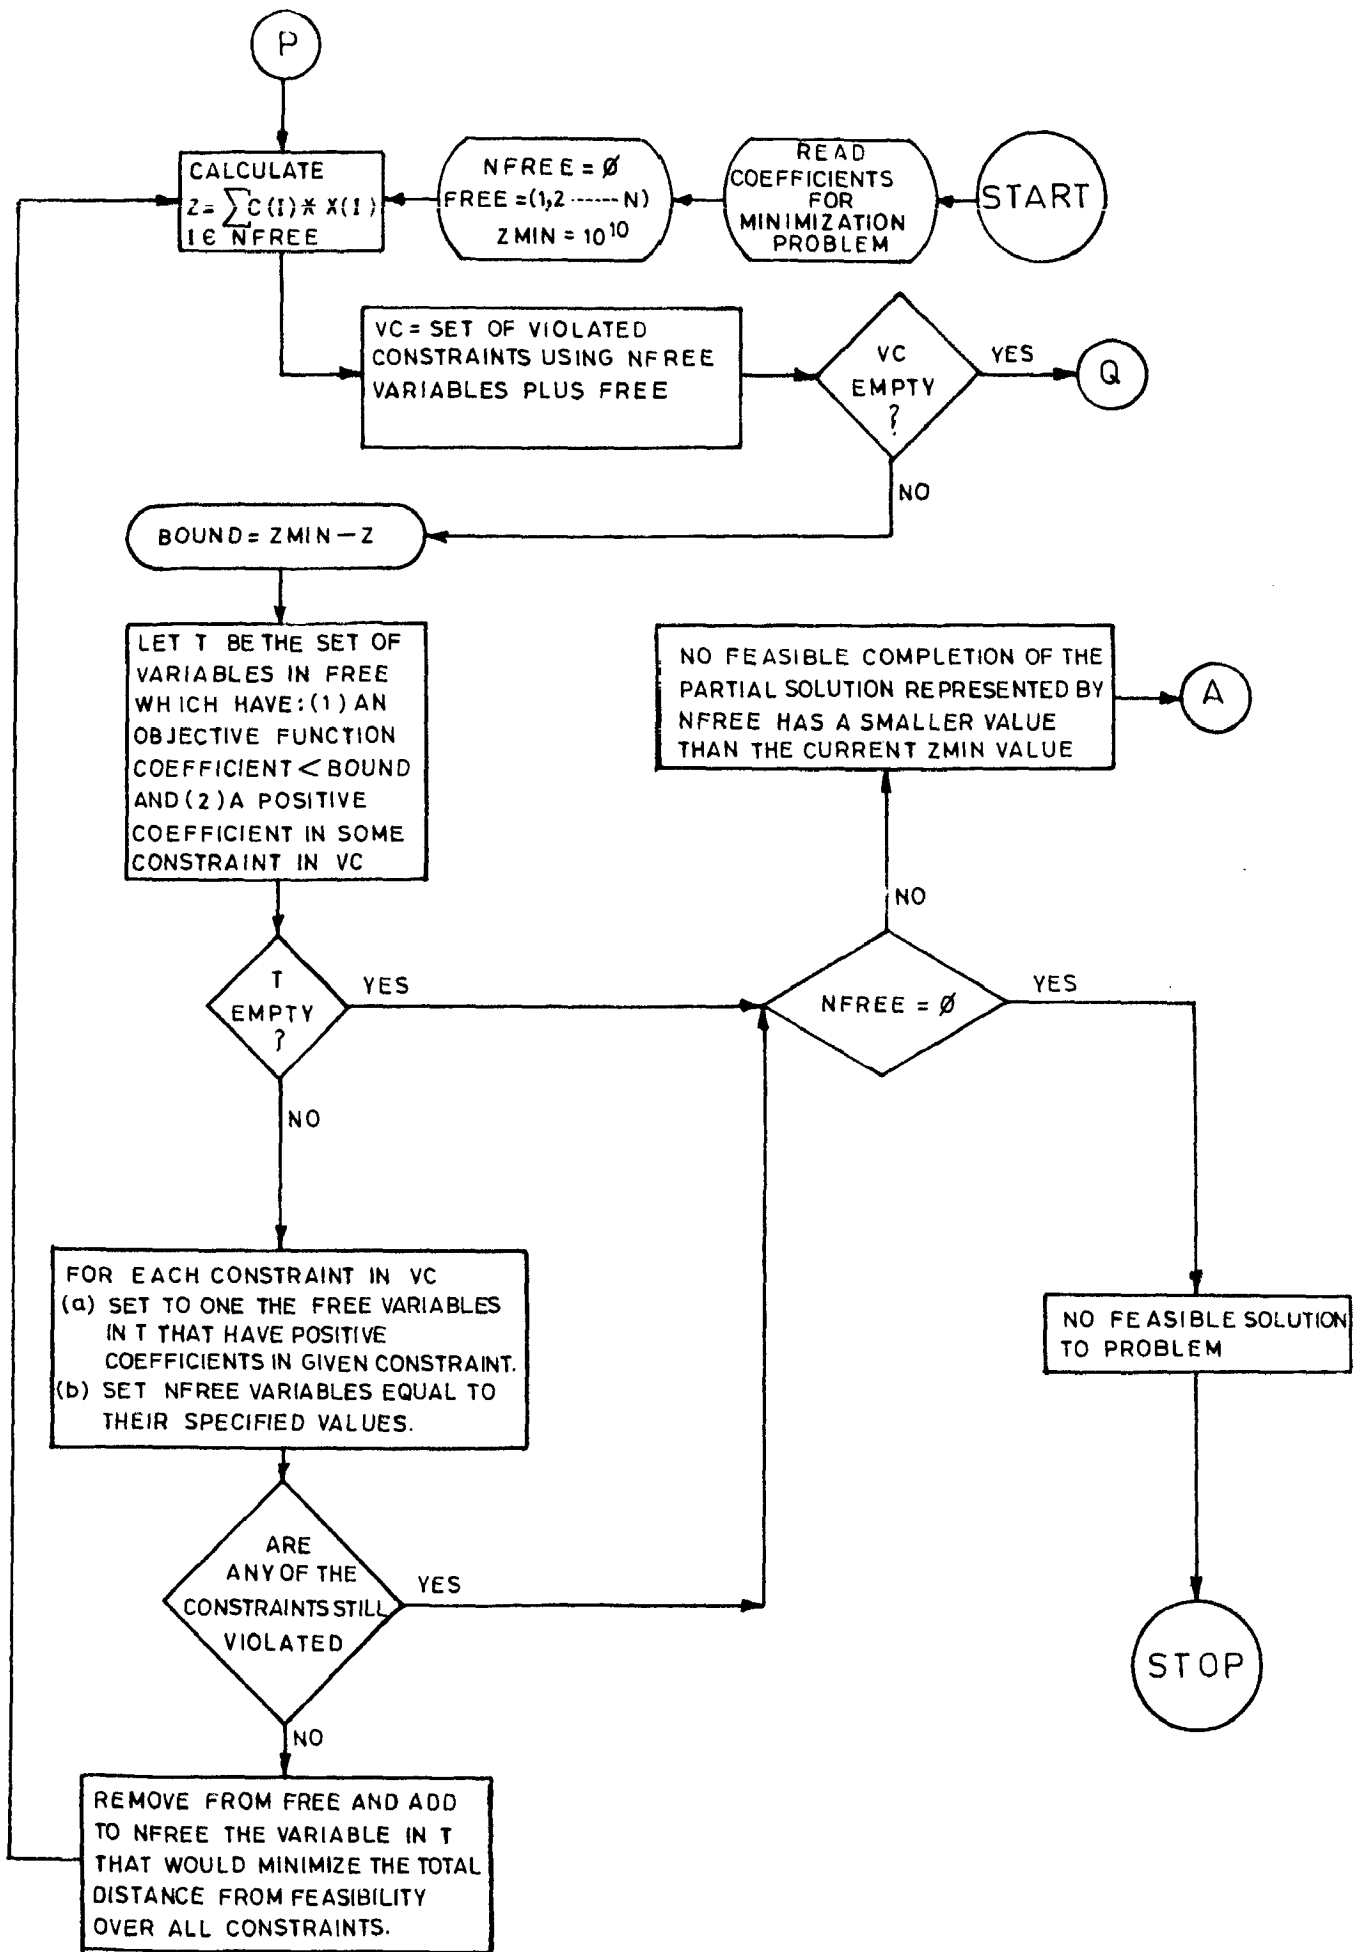 P
START
READ
COEFFICIENTS
FOR
MINIMIZATION
PROBLEM
NFREE = Ø
FREE = (1,2 ------ N)
ZMIN = 10¹⁰
CALCULATE
Z = ∑C(I)* X(I)
I ∈ NFREE
VC = SET OF VIOLATED
CONSTRAINTS USING NFREE
VARIABLES PLUS FREE
VC
EMPTY
?
YES
Q
NO
BOUND = ZMIN – Z
LET T BE THE SET OF
VARIABLES IN FREE
WHICH HAVE:(1) AN
OBJECTIVE FUNCTION
COEFFICIENT < BOUND
AND (2) A POSITIVE
COEFFICIENT IN SOME
CONSTRAINT IN VC
NO FEASIBLE COMPLETION OF THE
PARTIAL SOLUTION REPRESENTED BY
NFREE HAS A SMALLER VALUE
THAN THE CURRENT ZMIN VALUE
A
NO
T
EMPTY
?
YES
NFREE = Ø
YES
NO
FOR EACH CONSTRAINT IN VC
(a) SET TO ONE THE FREE VARIABLES
IN T THAT HAVE POSITIVE
COEFFICIENTS IN GIVEN CONSTRAINT.
(b) SET NFREE VARIABLES EQUAL TO
THEIR SPECIFIED VALUES.
NO FEASIBLE SOLUTION
TO PROBLEM
ARE
ANY OF THE
CONSTRAINTS STILL
VIOLATED
YES
STOP
NO
REMOVE FROM FREE AND ADD
TO NFREE THE VARIABLE IN T
THAT WOULD MINIMIZE THE TOTAL
DISTANCE FROM FEASIBILITY
OVER ALL CONSTRAINTS.